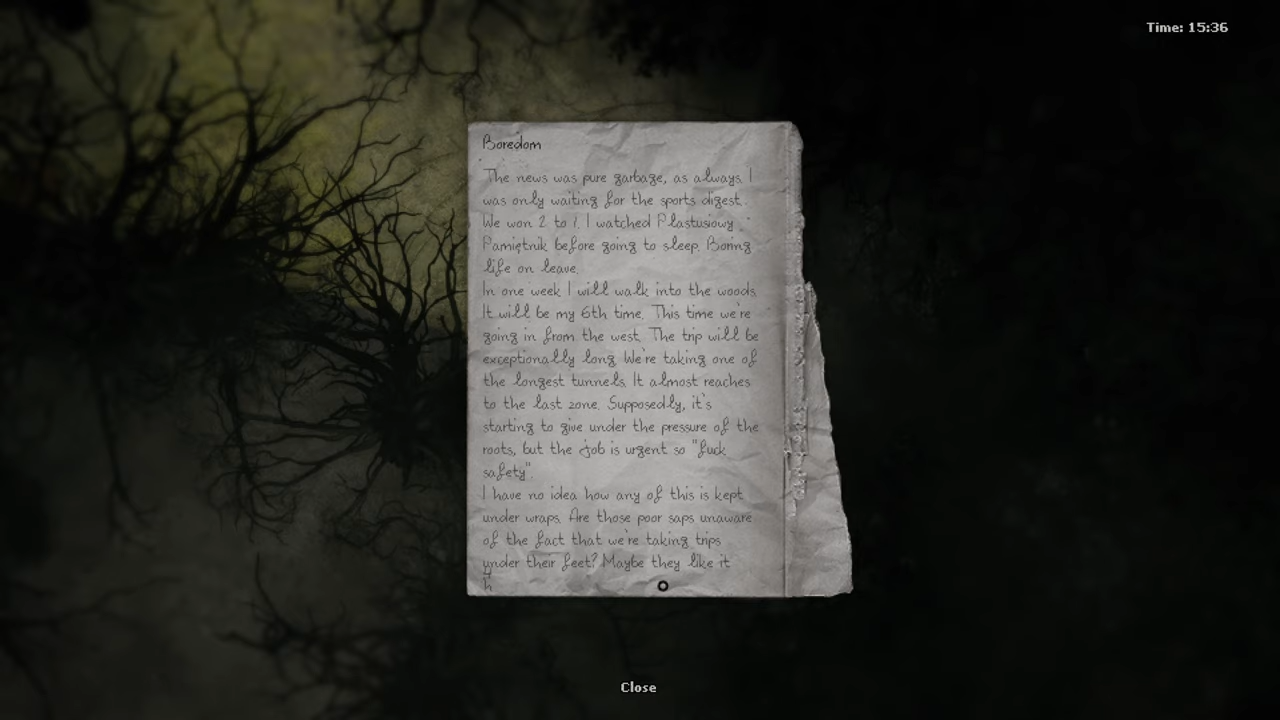 Time: 15:36
Boredom
The news was pure garbage, as always. I
was only waiting for the sports digest.
We won 2 to 1. I watched Plastusiowy
Pamiętnik before going to sleep. Boring
life on leave.
In one week I will walk into the woods.
It will be my 6th time. This time we're
going in from the west. The trip will be
exceptionally long. We're taking one of
the longest tunnels. It almost reaches
to the last zone. Supposedly, it's
starting to give under the pressure of the
roots, but the job is urgent so "fuck
safety".
I have no idea how any of this is kept
under wraps. Are those poor saps unaware
of the fact that we're taking trips
under their feet? Maybe they like it
h
Close